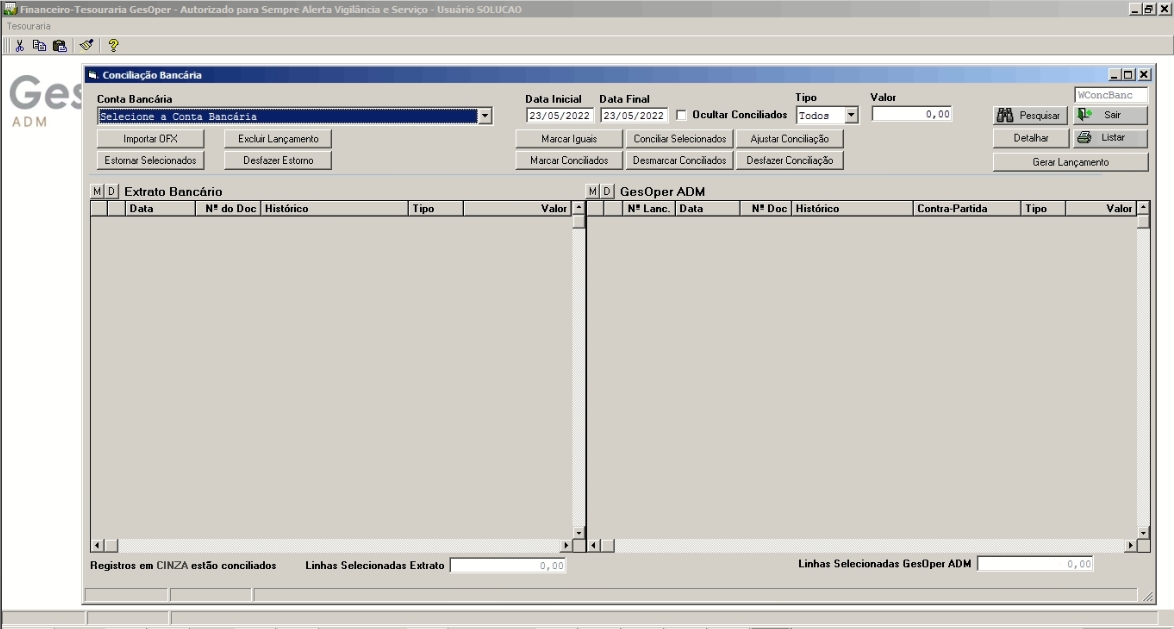 Financeiro-Tesouraria GesOper - Autorizado para Sempre Alerta Vigilância e Serviço - Usuário SOLUCAO
Tesouraria
Ges
ADM
Conciliação Bancária
Conta Bancária
Data Inicial Data Final Tipo Valor WConcBanc
Selecione a Conta Bancária 23/05/2022 23/05/2022 Ocultar Conciliados Todos 0,00 Pesquisar Sair
Importar OFX Excluir Lançamento Marcar Iguais Conciliar Selecionados Ajustar Conciliação Detalhar Listar
Estornar Selecionados Desfazer Estorno Marcar Conciliados Desmarcar Conciliados Desfazer Conciliação Gerar Lançamento
M D Extrato Bancário
Data Nº do Doc Histórico Tipo Valor
M D GesOper ADM
Nº Lanc. Data Nº Doc Histórico Contra-Partida Tipo Valor
Registros em CINZA estão conciliados Linhas Selecionadas Extrato 0,00
Linhas Selecionadas GesOper ADM 0,00